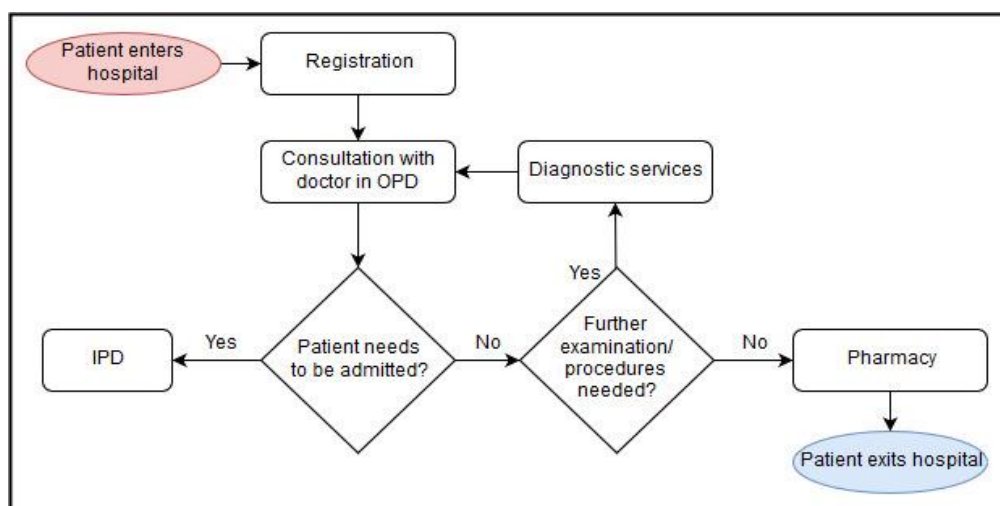 Patient enters
hospital
Registration
Consultation with
doctor in OPD
Diagnostic services
Yes
Yes
IPD
Patient needs
to be admitted?
No
Further
examination/
procedures
needed?
No
Pharmacy
Patient exits hospital